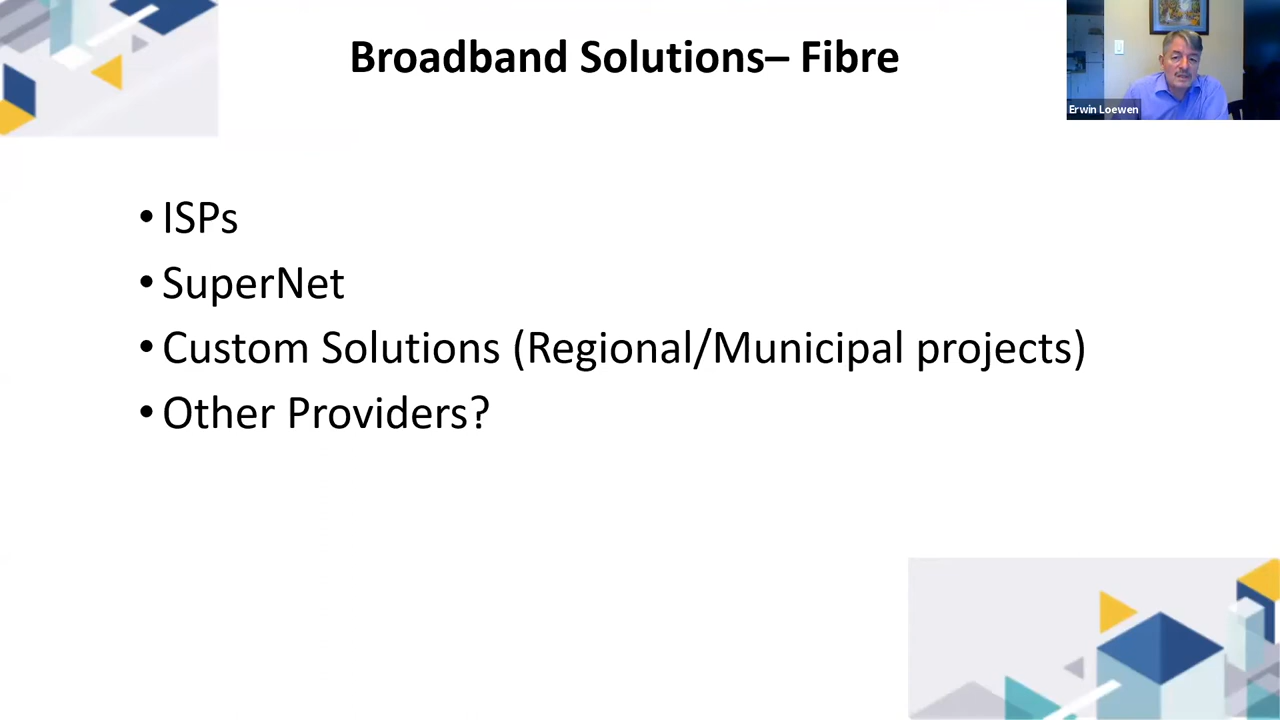 Broadband Solutions– Fibre
Erwin Loewen
• ISPs
• SuperNet
• Custom Solutions (Regional/Municipal projects)
• Other Providers?